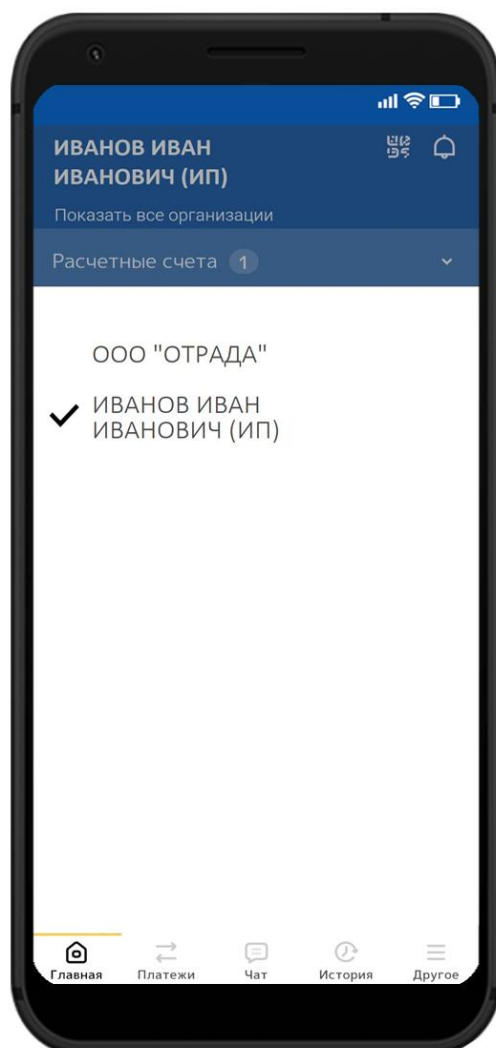 ИВАНОВ ИВАН
ИВАНОВИЧ (ИП)
Показать все организации
Расчетные счета 1
ООО "ОТРАДА"
ИВАНОВ ИВАН
ИВАНОВИЧ (ИП)
Главная Платежи Чат История Другое